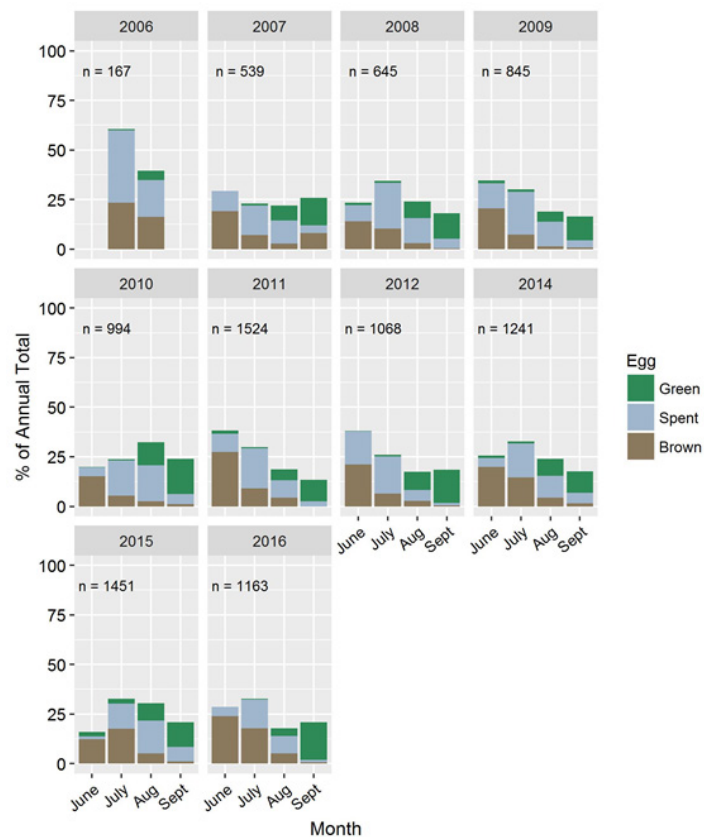 2006 2007 2008 2009
n = 167 n = 539 n = 645 n = 845
100
75
50
25
0
2010 2011 2012 2014
n = 994 n = 1524 n = 1068 n = 1241
100
75
50
25
0
% of Annual Total
Egg
Green
Spent
Brown
June July Aug Sept June July Aug Sept
2015 2016
n = 1451 n = 1163
100
75
50
25
0
June July Aug Sept June July Aug Sept
Month